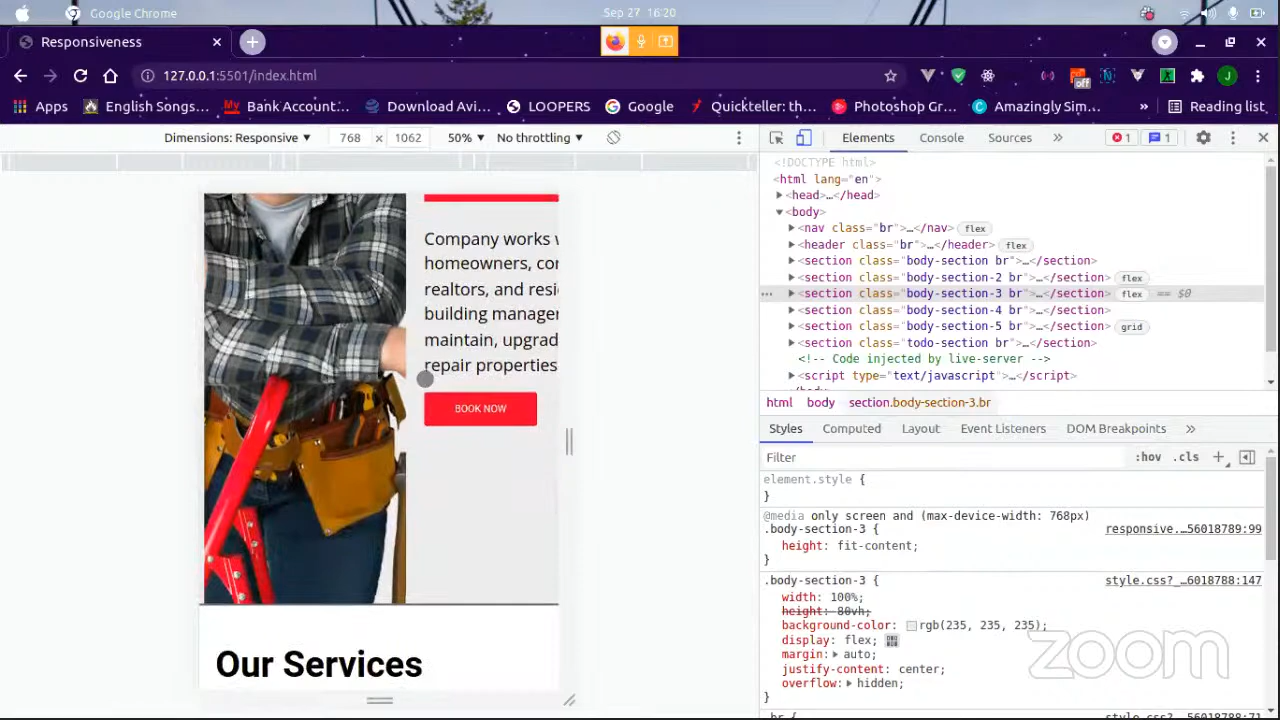 Google Chrome
Sep 27 16:20
Responsiveness
127.0.0.1:5501/index.html
off
J
Apps
English Songs...
My Bank Account:...
Download Avi...
LOOPERS
Google
Quickteller: th...
Photoshop Gr...
Amazingly Sim...
»
Reading list
Dimensions: Responsive ▼ 768 × 1062 50% ▼ No throttling ▼
Elements Console Sources » 1 1
<!DOCTYPE html>
<html lang="en">
<head>…</head>
<body>
<nav class="br">…</nav> flex
<header class="br">…</header> flex
<section class="body-section br">…</section>
<section class="body-section-2 br">…</section> flex
<section class="body-section-3 br">…</section> flex == $0
<section class="body-section-4 br">…</section>
<section class="body-section-5 br">…</section> grid
<section class="todo-section br">…</section>
<!-- Code injected by live-server -->
<script type="text/javascript">…</script>
html body section.body-section-3.br
Styles Computed Layout Event Listeners DOM Breakpoints »
Filter :hov .cls +
element.style {
}
@media only screen and (max-device-width: 768px)
.body-section-3 { responsive.…56018789:99
height: fit-content;
}
.body-section-3 { style.css?_…6018788:147
width: 100%;
height: 80vh;
background-color: rgb(235, 235, 235);
display: flex;
margin: auto;
justify-content: center;
overflow: hidden;
}
Company works
homeowners, co
realtors, and resi
building manager
maintain, upgrad
repair properties
BOOK NOW
Our Services
zoom